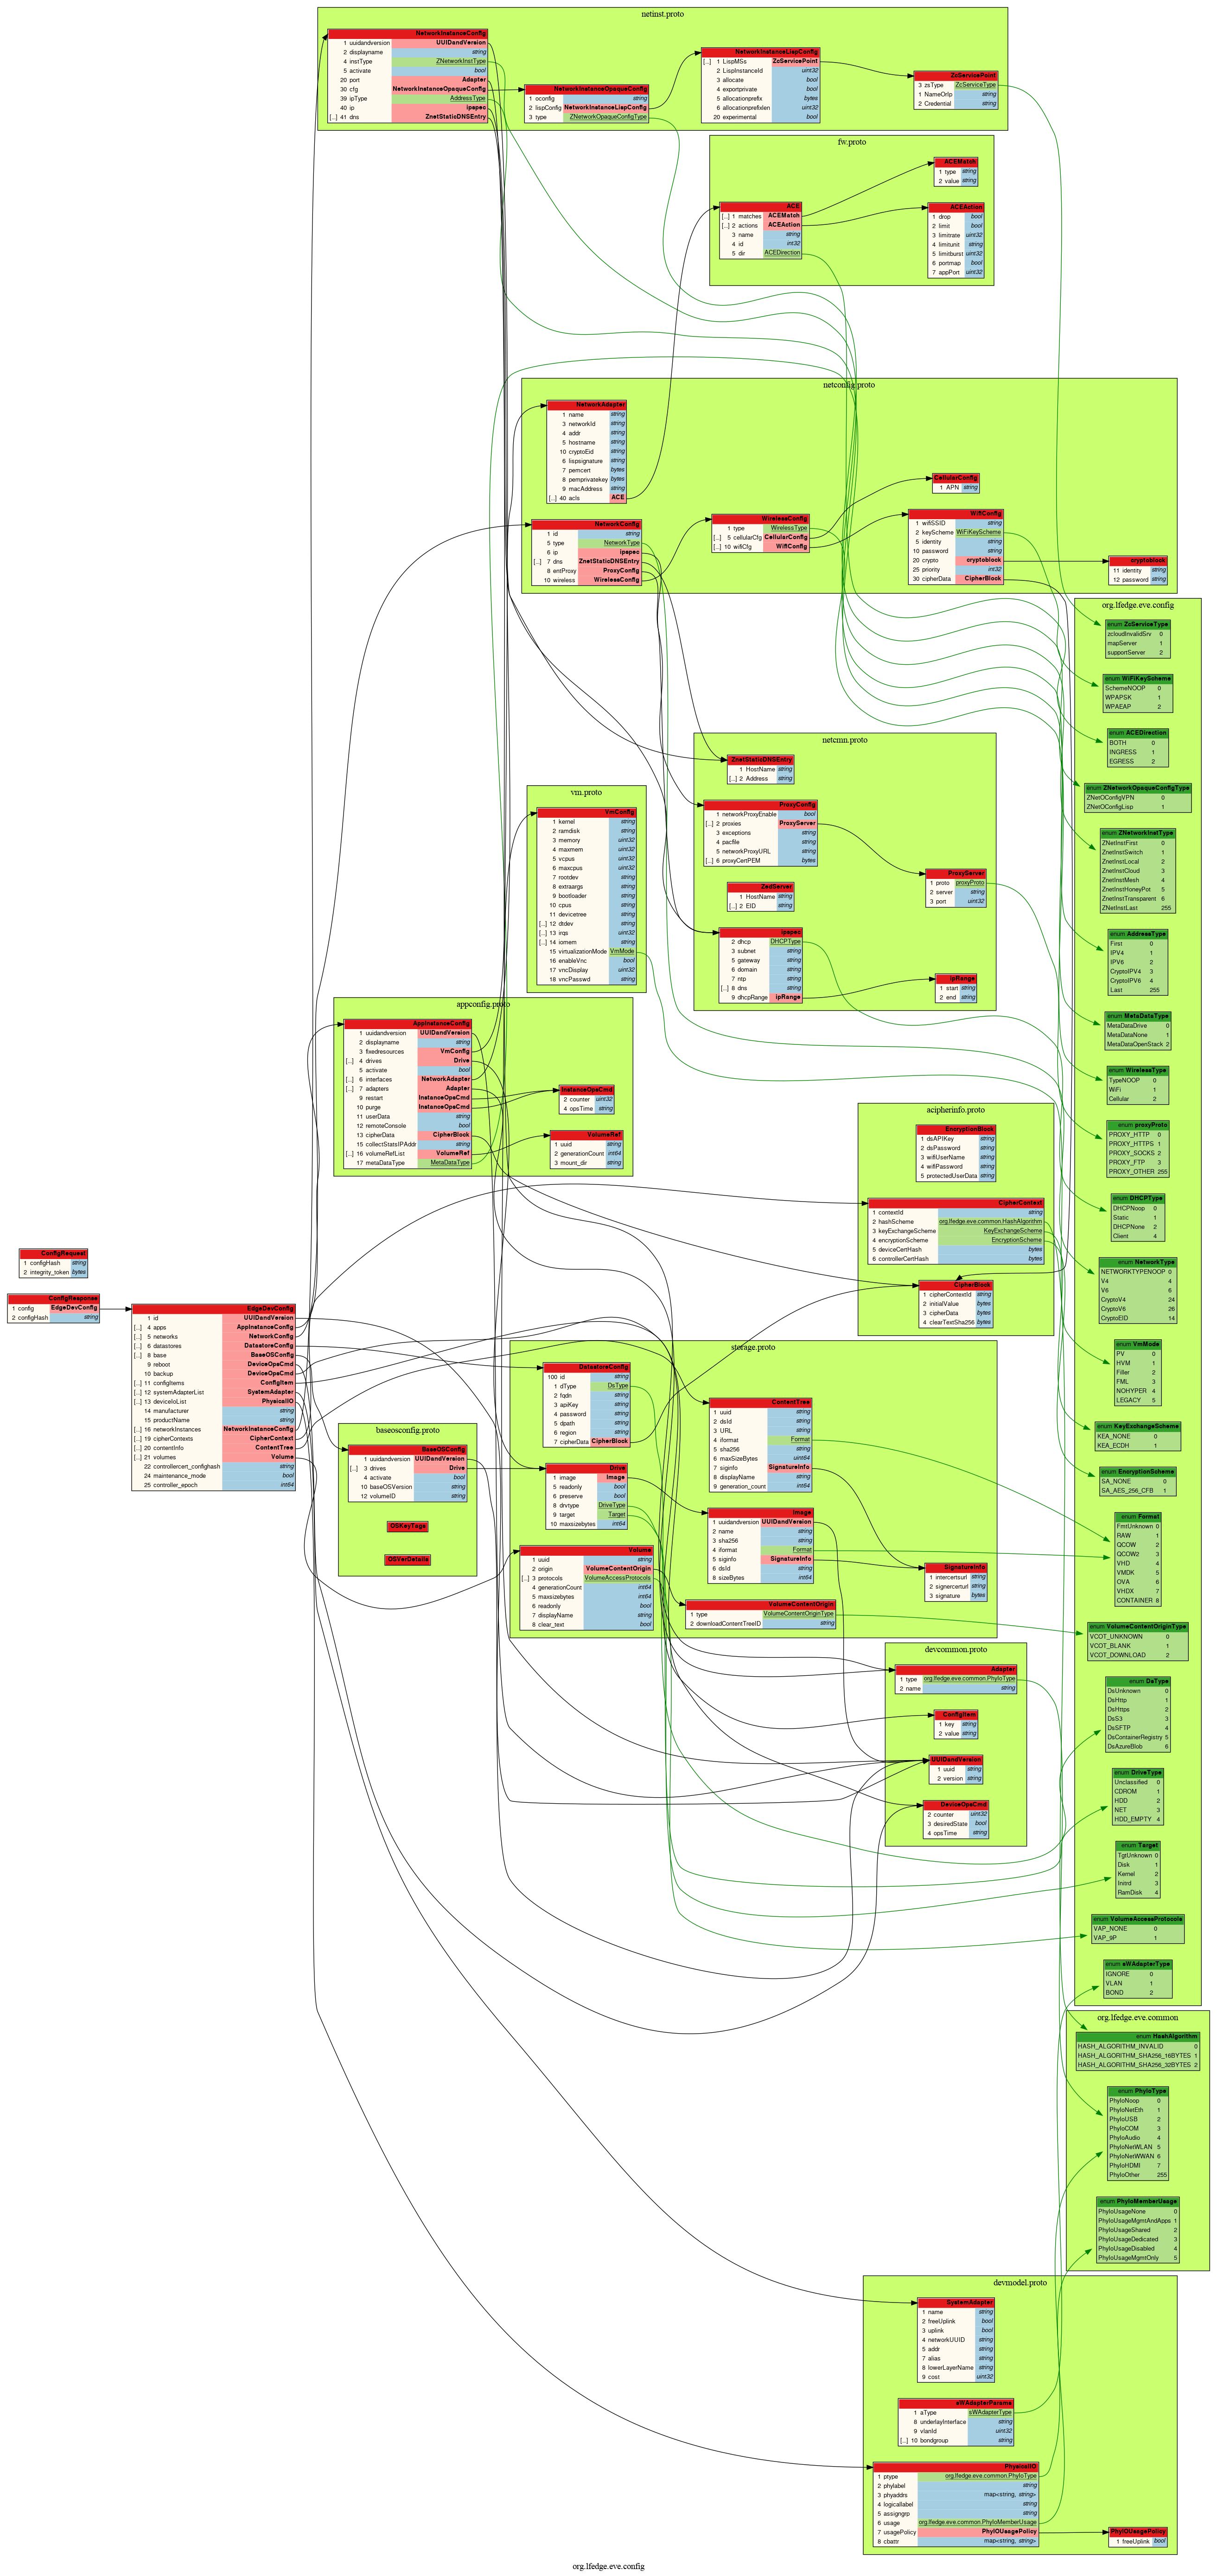 netinst.proto
NetworkInstanceConfig
1 uuidandversion UUIDandVersion
2 displayname string
4 instType ZNetworkInstType
5 activate bool
20 port Adapter
30 cfg NetworkInstanceOpaqueConfig
39 ipType AddressType
40 ip ipspec
[...] 41 dns ZnetStaticDNSEntry
NetworkInstanceOpaqueConfig
1 oconfig string
2 lispConfig NetworkInstanceLispConfig
3 type ZNetworkOpaqueConfigType
NetworkInstanceLispConfig
[...] 1 LispMSs ZcServicePoint
2 LispInstanceId uint32
3 allocate bool
4 exportprivate bool
5 allocationprefix bytes
6 allocationprefixlen uint32
20 experimental bool
ZcServicePoint
3 zsType ZcServiceType
1 NameOrIp string
2 Credential string
fw.proto
ACEMatch
1 type string
2 value string
ACE
[...] 1 matches ACEMatch
[...] 2 actions ACEAction
3 name string
4 id int32
5 dir ACEDirection
ACEAction
1 drop bool
2 limit bool
3 limitrate uint32
4 limitunit string
5 limitburst uint32
6 portmap bool
7 appPort uint32
netconfig.proto
NetworkAdapter
1 name string
3 networkId string
4 addr string
5 hostname string
10 cryptoEid string
6 lispsignature string
7 pemcert bytes
8 pemprivatekey bytes
9 macAddress string
[...] 40 acls ACE
NetworkConfig
1 id string
5 type NetworkType
6 ip ipspec
[...] 7 dns ZnetStaticDNSEntry
8 entProxy ProxyConfig
10 wireless WirelessConfig
WirelessConfig
1 type WirelessType
[...] 5 cellularCfg CellularConfig
[...] 10 wifiCfg WifiConfig
CellularConfig
1 APN string
WifiConfig
1 wifiSSID string
2 keyScheme WiFiKeyScheme
5 identity string
10 password string
20 crypto cryptoblock
25 priority int32
30 cipherData CipherBlock
cryptoblock
11 identity string
12 password string
org.lfedge.eve.config
enum ZcServiceType
zcloudInvalidSrv 0
mapServer 1
supportServer 2
enum WiFiKeyScheme
SchemeNOOP 0
WPAPSK 1
WPAEAP 2
enum ACEDirection
BOTH 0
INGRESS 1
EGRESS 2
enum ZNetworkOpaqueConfigType
ZNetOConfigVPN 0
ZNetOConfigLisp 1
enum ZNetworkInstType
ZNetInstFirst 0
ZnetInstSwitch 1
ZnetInstLocal 2
ZnetInstCloud 3
ZnetInstMesh 4
ZnetInstHoneyPot 5
ZnetInstTransparent 6
ZNetInstLast 255
enum AddressType
First 0
IPV4 1
IPV6 2
CryptoIPV4 3
CryptoIPV6 4
Last 255
enum MetaDataType
MetaDataDrive 0
MetaDataNone 1
MetaDataOpenStack 2
enum WirelessType
TypeNOOP 0
WiFi 1
Cellular 2
enum proxyProto
PROXY_HTTP 0
PROXY_HTTPS 1
PROXY_SOCKS 2
PROXY_FTP 3
PROXY_OTHER 255
enum DHCPType
DHCPNoop 0
Static 1
DHCPNone 2
Client 4
enum NetworkType
NETWORKTYPENOOP 0
V4 4
V6 6
CryptoV4 24
CryptoV6 26
CryptoEID 14
enum VmMode
PV 0
HVM 1
Filler 2
FML 3
NOHYPER 4
LEGACY 5
enum KeyExchangeScheme
KEA_NONE 0
KEA_ECDH 1
enum EncryptionScheme
SA_NONE 0
SA_AES_256_CFB 1
enum Format
FmtUnknown 0
RAW 1
QCOW 2
QCOW2 3
VHD 4
VMDK 5
OVA 6
VHDX 7
CONTAINER 8
enum VolumeContentOriginType
VCOT_UNKNOWN 0
VCOT_BLANK 1
VCOT_DOWNLOAD 2
enum DsType
DsUnknown 0
DsHttp 1
DsHttps 2
DsS3 3
DsSFTP 4
DsContainerRegistry 5
DsAzureBlob 6
enum DriveType
Unclassified 0
CDROM 1
HDD 2
NET 3
HDD_EMPTY 4
enum Target
TgtUnknown 0
Disk 1
Kernel 2
Initrd 3
RamDisk 4
enum VolumeAccessProtocols
VAP_NONE 0
VAP_9P 1
enum sWAdapterType
IGNORE 0
VLAN 1
BOND 2
netcmn.proto
ZnetStaticDNSEntry
1 HostName string
[...] 2 Address string
ProxyConfig
1 networkProxyEnable bool
[...] 2 proxies ProxyServer
3 exceptions string
4 pacfile string
5 networkProxyURL string
[...] 6 proxyCertPEM bytes
ZedServer
1 HostName string
[...] 2 EID string
ProxyServer
1 proto proxyProto
2 server string
3 port uint32
ipspec
2 dhcp DHCPType
3 subnet string
5 gateway string
6 domain string
7 ntp string
[...] 8 dns string
9 dhcpRange ipRange
ipRange
1 start string
2 end string
vm.proto
VmConfig
1 kernel string
2 ramdisk string
3 memory uint32
4 maxmem uint32
5 vcpus uint32
6 maxcpus uint32
7 rootdev string
8 extraargs string
9 bootloader string
10 cpus string
11 devicetree string
[...] 12 dtdev string
[...] 13 irqs uint32
[...] 14 iomem string
15 virtualizationMode VmMode
16 enableVnc bool
17 vncDisplay uint32
18 vncPasswd string
appconfig.proto
AppInstanceConfig
1 uuidandversion UUIDandVersion
2 displayname string
3 fixedresources VmConfig
[...] 4 drives Drive
5 activate bool
[...] 6 interfaces NetworkAdapter
[...] 7 adapters Adapter
9 restart InstanceOpsCmd
10 purge InstanceOpsCmd
11 userData string
12 remoteConsole bool
13 cipherData CipherBlock
15 collectStatsIPAddr string
[...] 16 volumeRefList VolumeRef
17 metaDataType MetaDataType
InstanceOpsCmd
2 counter uint32
4 opsTime string
VolumeRef
1 uuid string
2 generationCount int64
3 mount_dir string
acipherinfo.proto
EncryptionBlock
1 dsAPIKey string
2 dsPassword string
3 wifiUserName string
4 wifiPassword string
5 protectedUserData string
CipherContext
1 contextId string
2 hashScheme org.lfedge.eve.common.HashAlgorithm
3 keyExchangeScheme KeyExchangeScheme
4 encryptionScheme EncryptionScheme
5 deviceCertHash bytes
6 controllerCertHash bytes
CipherBlock
1 cipherContextId string
2 initialValue bytes
3 cipherData bytes
4 clearTextSha256 bytes
ConfigRequest
1 configHash string
2 integrity_token bytes
ConfigResponse
1 config EdgeDevConfig
2 configHash string
EdgeDevConfig
1 id UUIDandVersion
[...] 4 apps AppInstanceConfig
[...] 5 networks NetworkConfig
[...] 6 datastores DatastoreConfig
[...] 8 base BaseOSConfig
9 reboot DeviceOpsCmd
10 backup DeviceOpsCmd
[...] 11 configItems ConfigItem
[...] 12 systemAdapterList SystemAdapter
[...] 13 deviceIoList PhysicalIO
14 manufacturer string
15 productName string
[...] 16 networkInstances NetworkInstanceConfig
[...] 19 cipherContexts CipherContext
[...] 20 contentInfo ContentTree
[...] 21 volumes Volume
22 controllercert_confighash string
24 maintenance_mode bool
25 controller_epoch int64
baseosconfig.proto
BaseOSConfig
1 uuidandversion UUIDandVersion
[...] 3 drives Drive
4 activate bool
10 baseOSVersion string
12 volumeID string
OSKeyTags
OSVerDetails
storage.proto
DatastoreConfig
100 id string
1 dType DsType
2 fqdn string
3 apiKey string
4 password string
5 dpath string
6 region string
7 cipherData CipherBlock
ContentTree
1 uuid string
2 dsId string
3 URL string
4 iformat Format
5 sha256 string
6 maxSizeBytes uint64
7 siginfo SignatureInfo
8 displayName string
9 generation_count int64
Drive
1 image Image
5 readonly bool
6 preserve bool
8 drvtype DriveType
9 target Target
10 maxsizebytes int64
Image
1 uuidandversion UUIDandVersion
2 name string
3 sha256 string
4 iformat Format
5 siginfo SignatureInfo
6 dsId string
8 sizeBytes int64
SignatureInfo
1 intercertsurl string
2 signercerturl string
3 signature bytes
Volume
1 uuid string
2 origin VolumeContentOrigin
[...] 3 protocols VolumeAccessProtocols
4 generationCount int64
5 maxsizebytes int64
6 readonly bool
7 displayName string
8 clear_text bool
VolumeContentOrigin
1 type VolumeContentOriginType
2 downloadContentTreeID string
devcommon.proto
Adapter
1 type org.lfedge.eve.common.PhyIoType
2 name string
ConfigItem
1 key string
2 value string
UUIDandVersion
1 uuid string
2 version string
DeviceOpsCmd
2 counter uint32
3 desiredState bool
4 opsTime string
org.lfedge.eve.common
enum HashAlgorithm
HASH_ALGORITHM_INVALID 0
HASH_ALGORITHM_SHA256_16BYTES 1
HASH_ALGORITHM_SHA256_32BYTES 2
enum PhyIoType
PhyIoNoop 0
PhyIoNetEth 1
PhyIoUSB 2
PhyIoCOM 3
PhyIoAudio 4
PhyIoNetWLAN 5
PhyIoNetWWAN 6
PhyIoHDMI 7
PhyIoOther 255
enum PhyIoMemberUsage
PhyIoUsageNone 0
PhyIoUsageMgmtAndApps 1
PhyIoUsageShared 2
PhyIoUsageDedicated 3
PhyIoUsageDisabled 4
PhyIoUsageMgmtOnly 5
devmodel.proto
SystemAdapter
1 name string
2 freeUplink bool
3 uplink bool
4 networkUUID string
5 addr string
7 alias string
8 lowerLayerName string
9 cost uint32
sWAdapterParams
1 aType sWAdapterType
8 underlayInterface string
9 vlanId uint32
[...] 10 bondgroup string
PhysicalIO
1 ptype org.lfedge.eve.common.PhyIoType
2 phylabel string
3 phyaddrs map<string, string>
4 logicallabel string
5 assigngrp string
6 usage org.lfedge.eve.common.PhyIoMemberUsage
7 usagePolicy PhyIOUsagePolicy
8 cbattr map<string, string>
PhyIOUsagePolicy
1 freeUplink bool
org.lfedge.eve.config